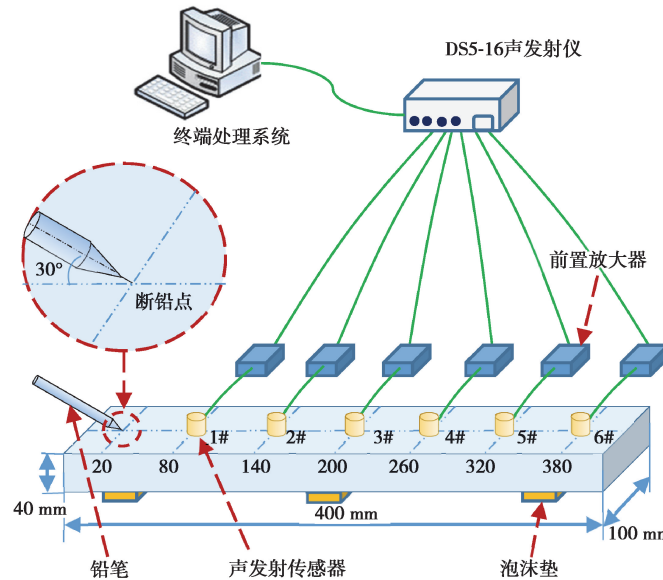 DS5-16声发射仪
终端处理系统
30°
断铅点
前置放大器
1# 2# 3# 4# 5# 6#
20 80 140 200 260 320 380
40 mm
400 mm
100 mm
铅笔
声发射传感器
泡沫垫